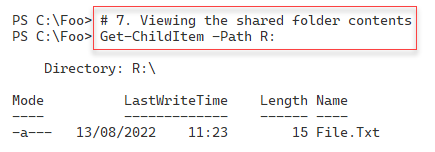 PS C:\Foo> # 7. Viewing the shared folder contents
PS C:\Foo> Get-ChildItem -Path R:
Directory: R:\
Mode LastWriteTime Length Name
---- ------------- ------ ----
-a--- 13/08/2022 11:23 15 File.Txt